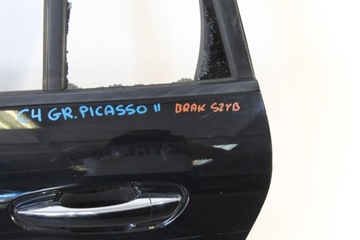 C4 GR. PICASSO II BRAK SZYB